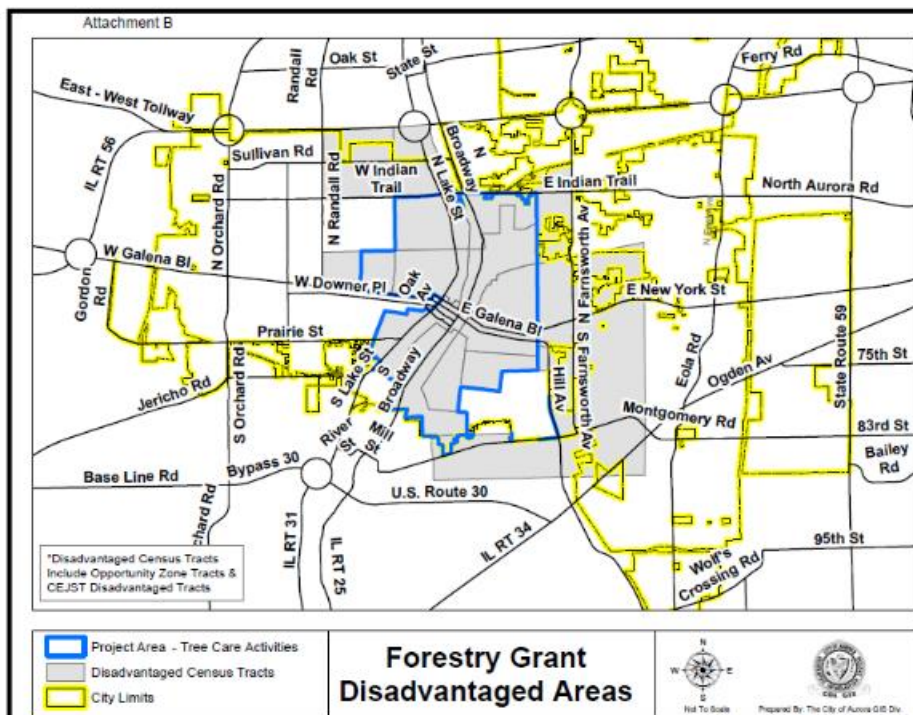 Attachment B
East - West Tollway
Randall
Rd
Oak St
State St
Ferry Rd
IL RT 56
Sullivan Rd
N Orchard Rd
N Randall Rd
W Indian
Trail
N Lake St
Broadway
N
E Indian Trail
North Aurora Rd
Gordon
Rd
W Galena Bl
W Downer Pl
Oak
Av
E Galena Bl
N Farnsworth Av
E New York St
Prairie St
S Lake St
S
Broadway
Hill Av
S Farnsworth Av
Eola Rd
Ogden Av
State Route 59
75th St
Jericho Rd
S Orchard Rd
River
St
Mill
St
Montgomery Rd
83rd St
Bailey
Rd
Base Line Rd
Bypass 30
U.S. Route 30
chard Rd
IL RT 31
IL RT 25
IL RT 34
95th St
Wolf's
Crossing Rd
*Disadvantaged Census Tracts
Include Opportunity Zone Tracts &
CEJST Disadvantaged Tracts
Project Area - Tree Care Activities
Disadvantaged Census Tracts
City Limits
Forestry Grant
Disadvantaged Areas
N
W
E
S
Not To Scale
Prepared By: The City of Aurora GIS Div.